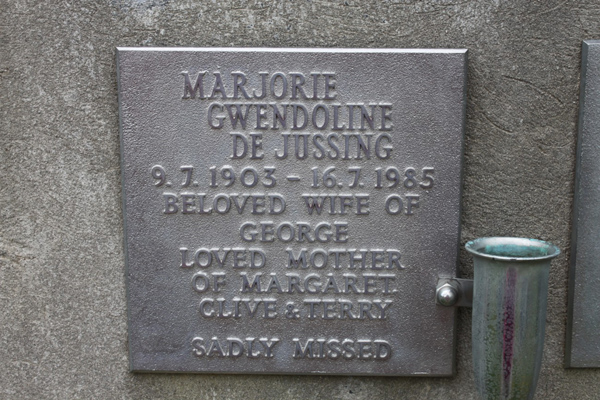 MARJORIE
GWENDOLINE
DE JUSSING
9.7.1903 - 16.7.1985
BELOVED WIFE OF
GEORGE
LOVED MOTHER
OF MARGARET.
CLIVE & TERRY
SADLY MISSED